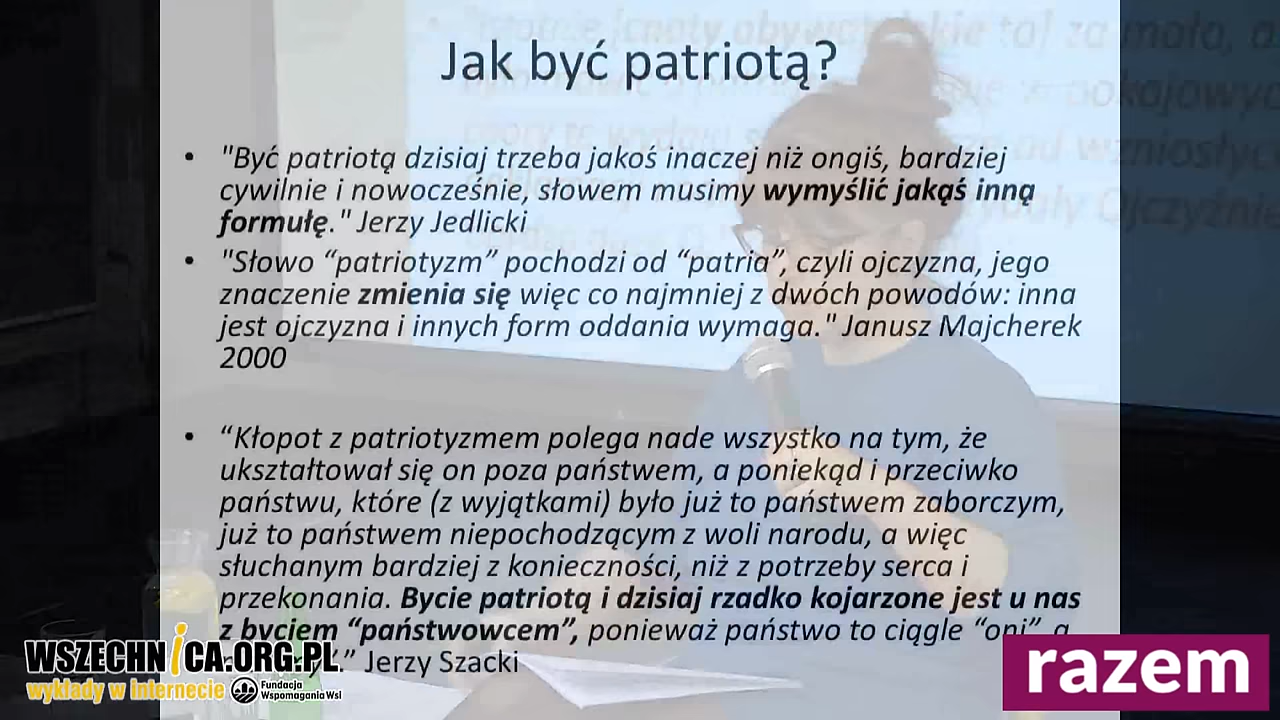 Jak być patriotą?
• "Być patriotą dzisiaj trzeba jakoś inaczej niż ongiś, bardziej
cywilnie i nowocześnie, słowem musimy wymyślić jakąś inną
formułę." Jerzy Jedlicki
• "Słowo “patriotyzm” pochodzi od “patria”, czyli ojczyzna, jego
znaczenie zmienia się więc co najmniej z dwóch powodów: inna
jest ojczyzna i innych form oddania wymaga." Janusz Majcherek
2000
• “Kłopot z patriotyzmem polega nade wszystko na tym, że
ukształtował się on poza państwem, a poniekąd i przeciwko
państwu, które (z wyjątkami) było już to państwem zaborczym,
już to państwem niepochodzącym z woli narodu, a więc
słuchanym bardziej z konieczności, niż z potrzeby serca i
przekonania. Bycie patriotą i dzisiaj rzadko kojarzone jest u nas
z byciem “państwowcem”, ponieważ państwo to ciągle “oni”, a
” Jerzy Szacki
WSZECHNICA.ORG.PL
wykłady w internecie
Fundacja
Wspomagania Wsi
razem